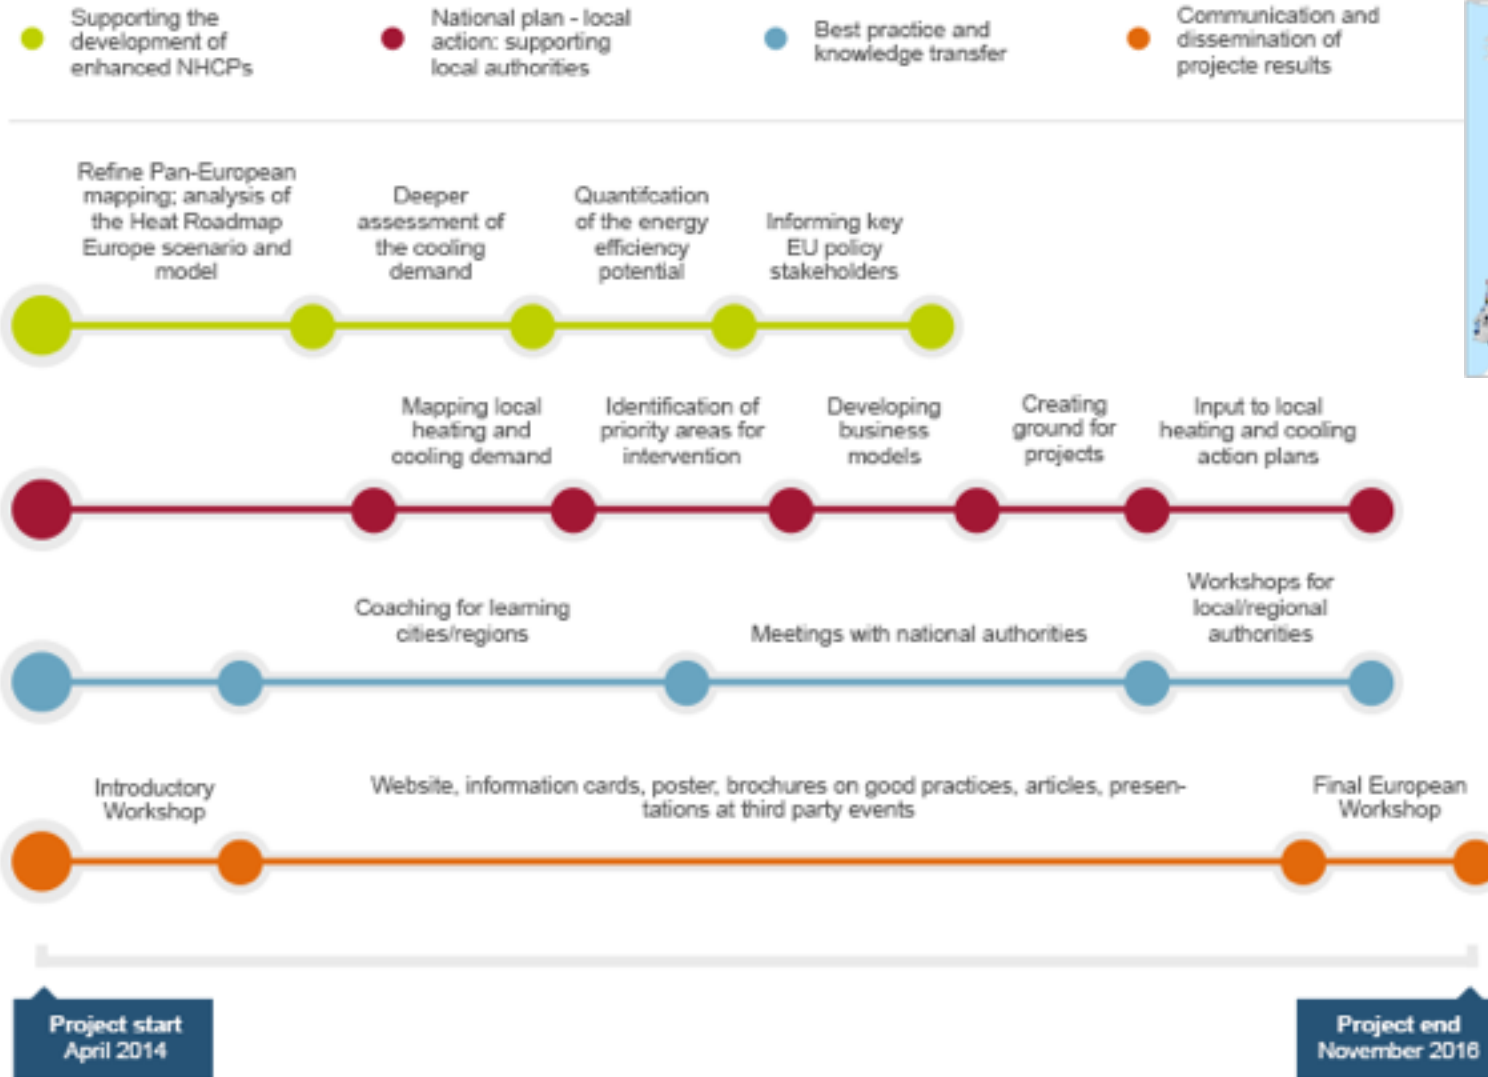 Supporting the
development of
enhanced NHCPs
National plan - local
action: supporting
local authorities
Best practice and
knowledge transfer
Communication and
dissemination of
projecte results
Refine Pan-European
mapping; analysis of
the Heat Roadmap
Europe scenario and
model
Deeper
assessment of
the cooling
demand
Quantifcation
of the energy
efficiency
potential
Informing key
EU policy
stakeholders
Mapping local
heating and
cooling demand
Identification of
priority areas for
intervention
Developing
business
models
Creating
ground for
projects
Input to local
heating and cooling
action plans
Coaching for learning
cities/regions
Meetings with national authorities
Workshops for
local/regional
authorities
Introductory
Workshop
Website, information cards, poster, brochures on good practices, articles, presen-
tations at third party events
Final European
Workshop
Project start
April 2014
Project end
November 2016